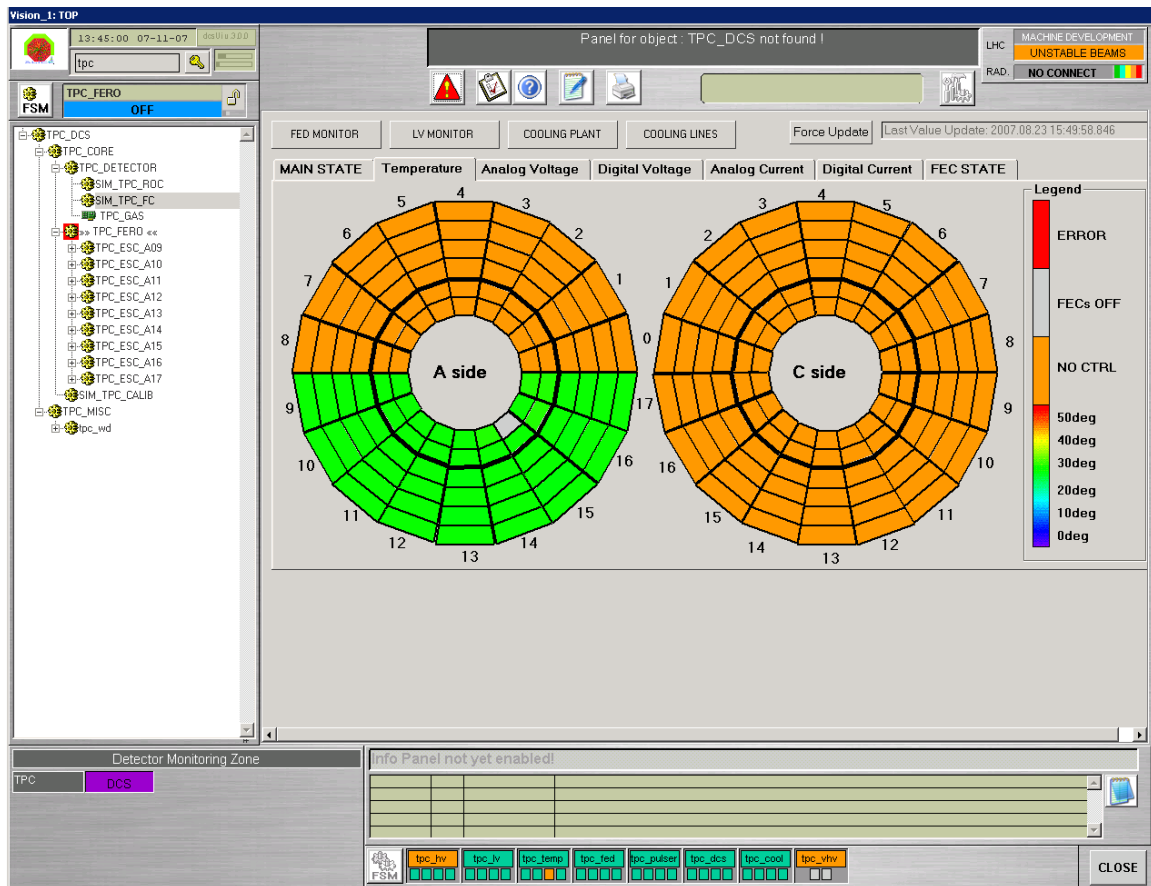 Vision_1: TOP
13:45:00 07-11-07
dcsUia 3.0.0
tpc
FSM
TPC_FERO
OFF
Panel for object : TPC_DCS not found !
LHC
MACHINE DEVELOPMENT
UNSTABLE BEAMS
RAD.
NO CONNECT
TPC_DCS
TPC_CORE
TPC_DETECTOR
SIM_TPC_ROC
SIM_TPC_FC
TPC_GAS
»» TPC_FERO ««
TPC_ESC_A09
TPC_ESC_A10
TPC_ESC_A11
TPC_ESC_A12
TPC_ESC_A13
TPC_ESC_A14
TPC_ESC_A15
TPC_ESC_A16
TPC_ESC_A17
SIM_TPC_CALIB
TPC_MISC
tpc_wd
FED MONITOR
LV MONITOR
COOLING PLANT
COOLING LINES
Force Update
Last Value Update: 2007.08.23 15:49:58.846
MAIN STATE
Temperature
Analog Voltage
Digital Voltage
Analog Current
Digital Current
FEC STATE
4
5
3
6
2
7
1
8
0
A side
9
17
10
16
11
15
12
14
13
4
3
5
2
6
1
7
8
C side
9
16
10
15
11
14
12
13
Legend
ERROR
FECs OFF
NO CTRL
50deg
40deg
30deg
20deg
10deg
0deg
Detector Monitoring Zone
TPC
DCS
Info Panel not yet enabled!
FSM
tpc_hv
tpc_lv
tpc_temp
tpc_fed
tpc_pulser
tpc_dcs
tpc_cool
tpc_vhv
CLOSE